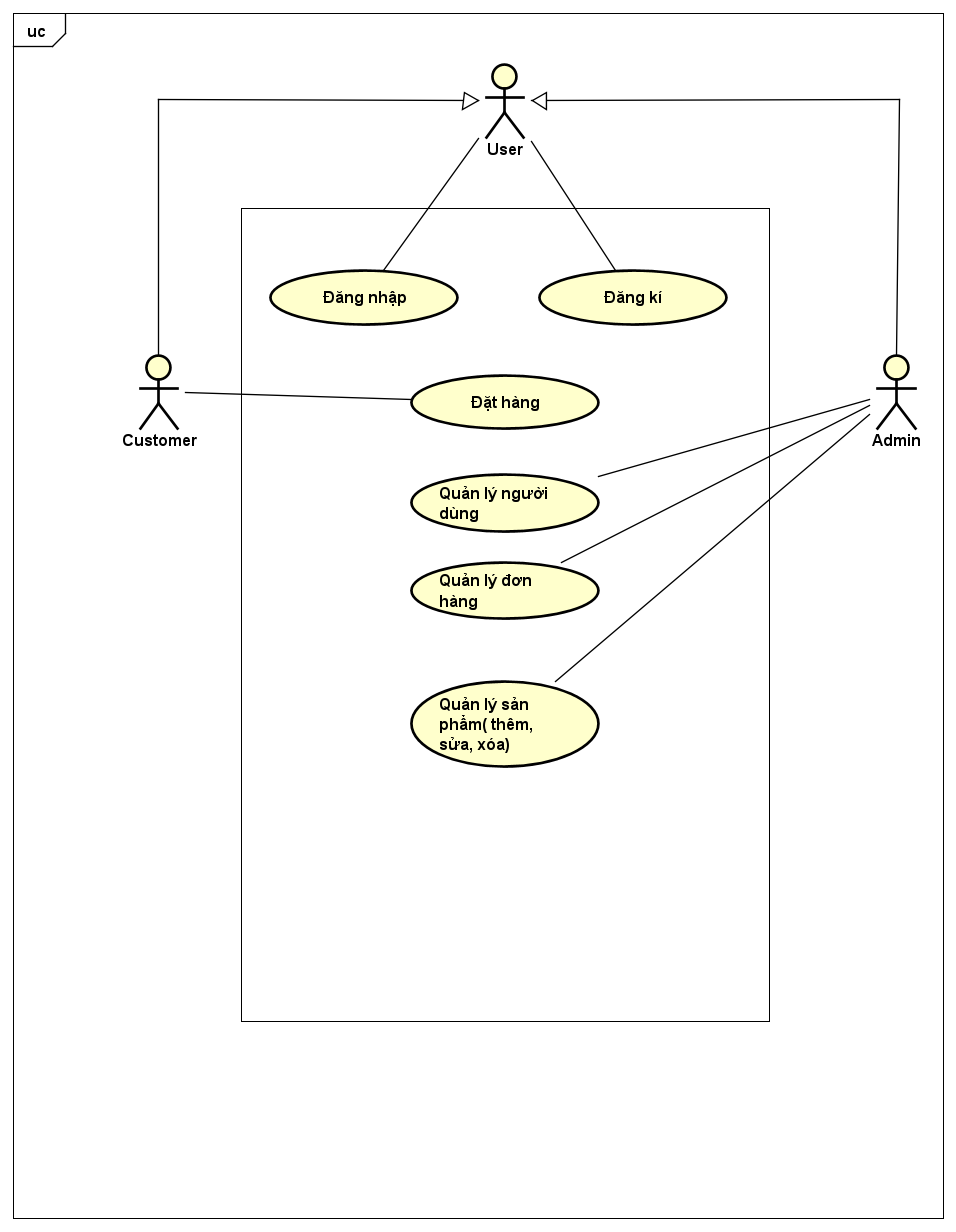 uc
User
Đăng nhập
Đăng kí
Đặt hàng
Customer
Admin
Quản lý người
dùng
Quản lý đơn
hàng
Quản lý sản
phẩm( thêm,
sửa, xóa)